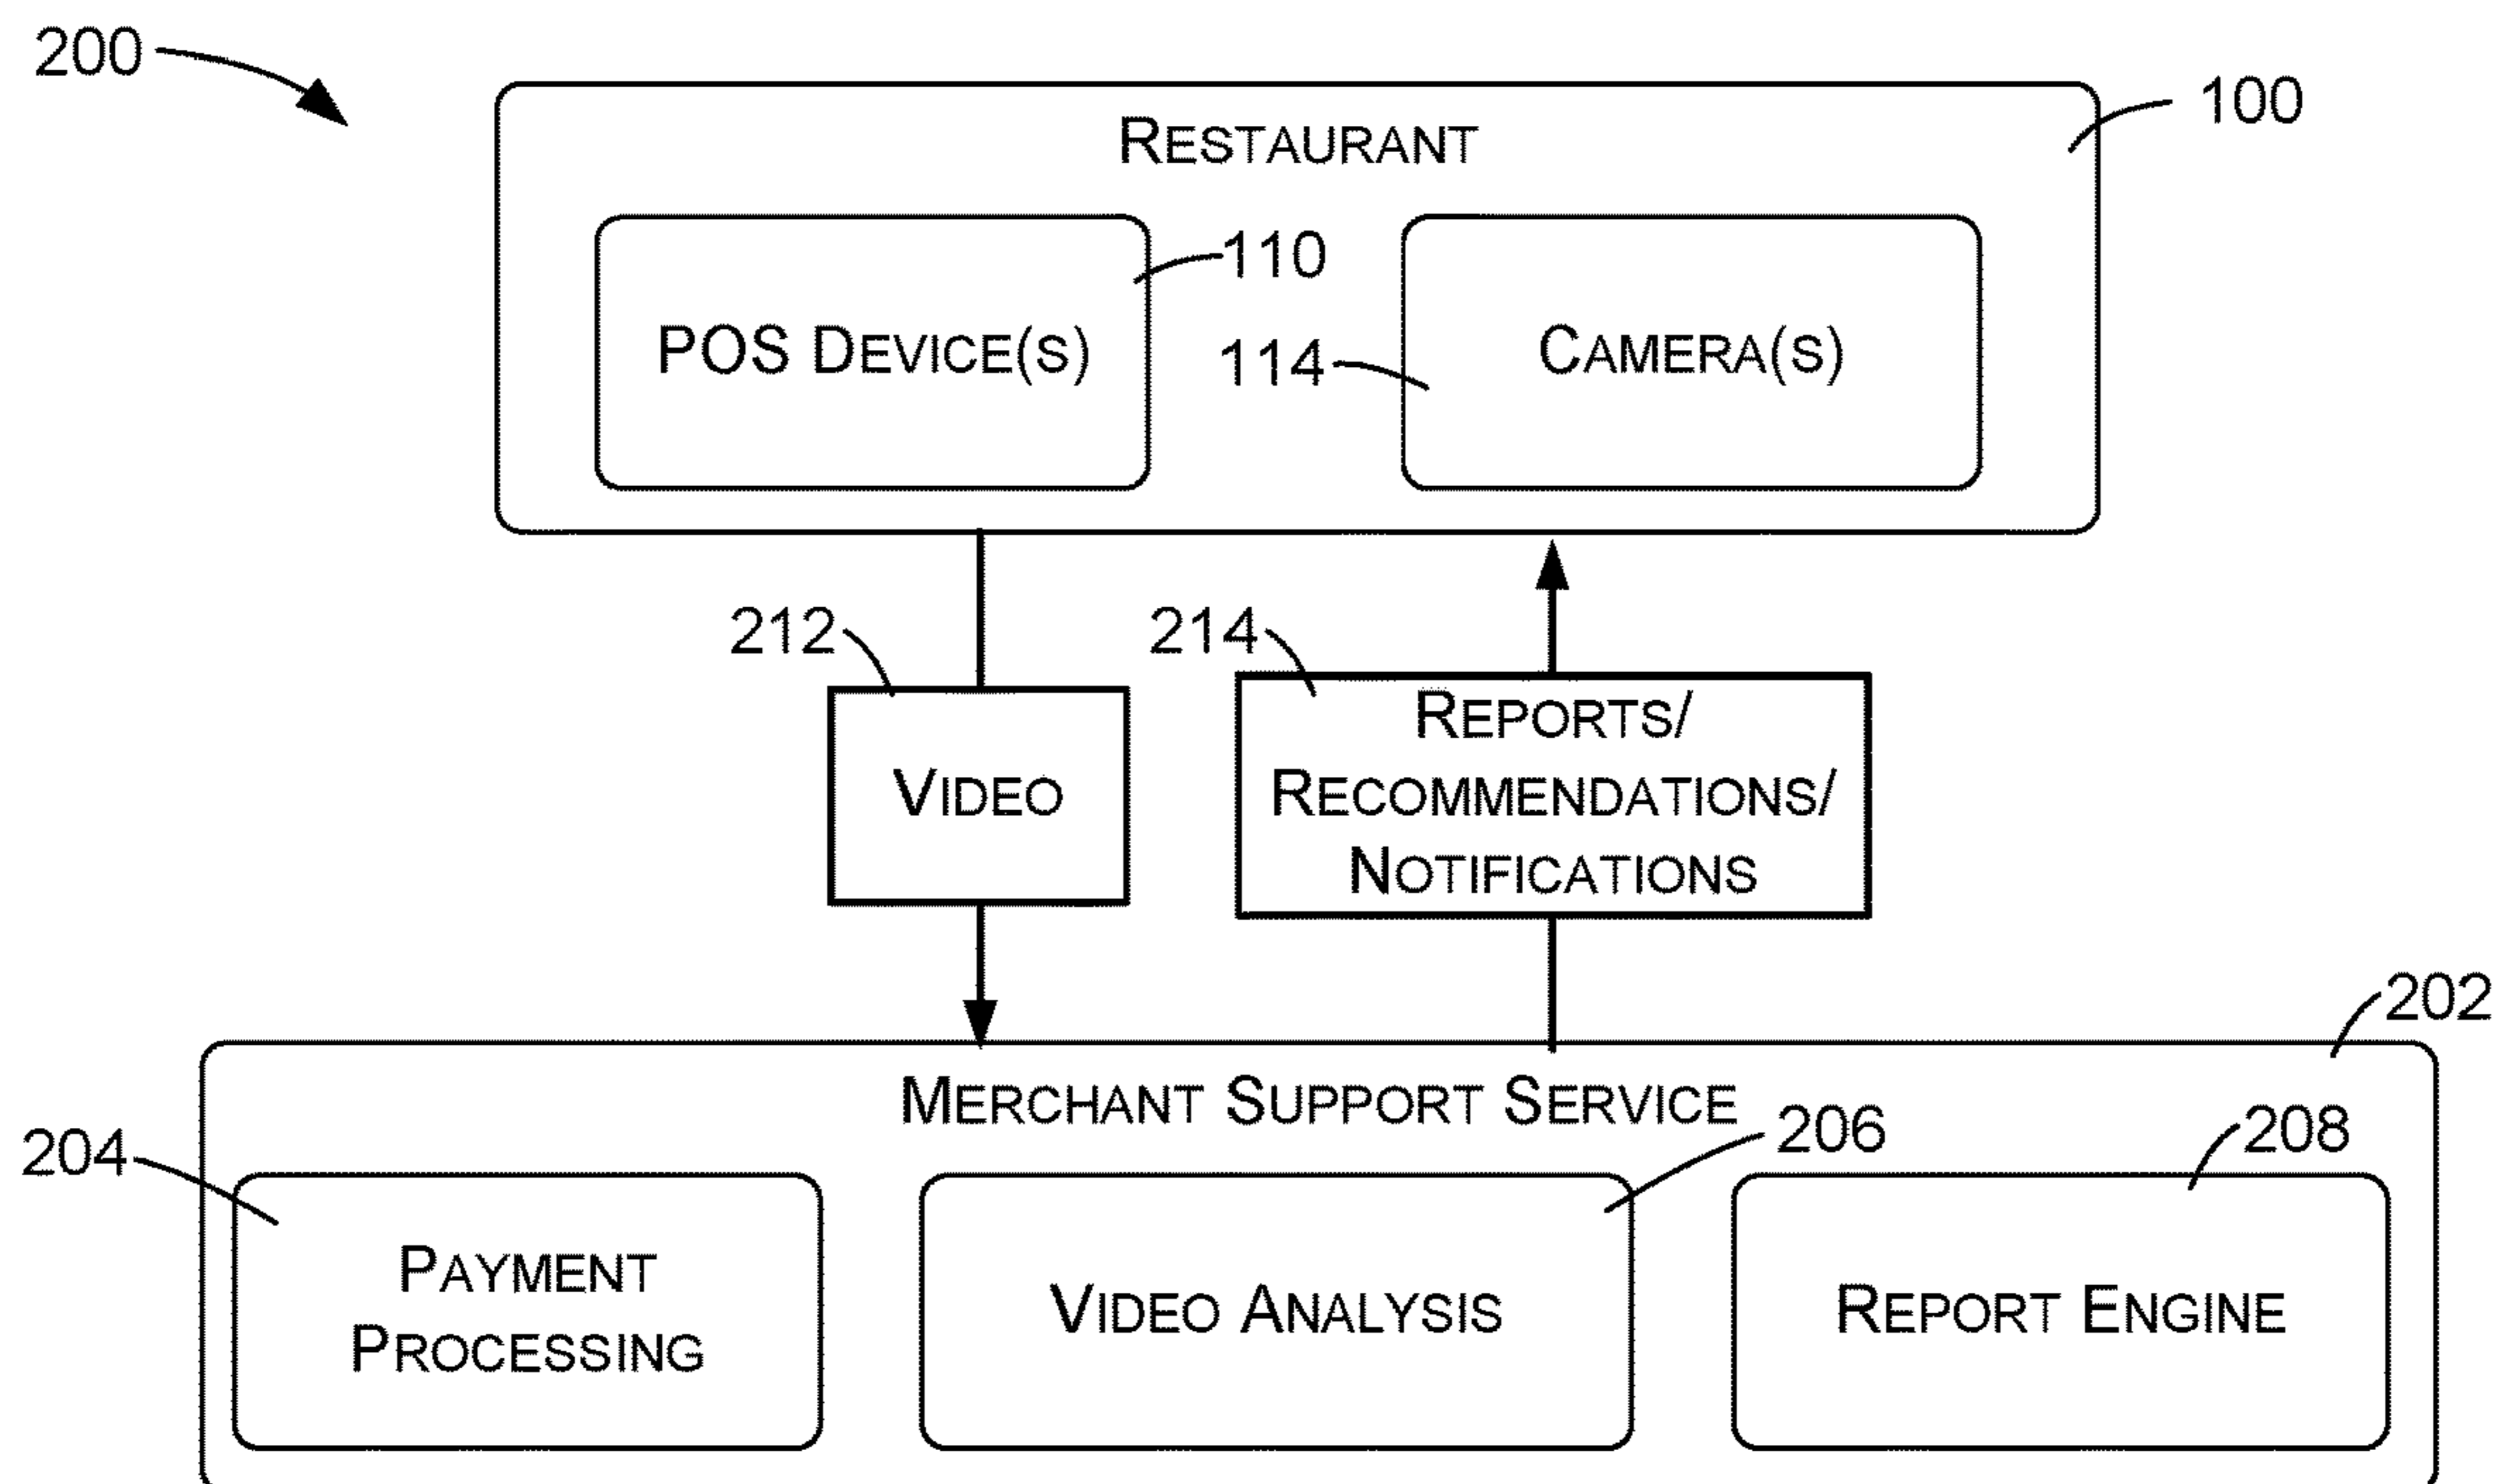 200
100
RESTAURANT
110
POS DEVICE(S)
114
CAMERA(S)
212
214
VIDEO
REPORTS/
RECOMMENDATIONS/
NOTIFICATIONS
202
MERCHANT SUPPORT SERVICE
204
206
208
PAYMENT
PROCESSING
VIDEO ANALYSIS
REPORT ENGINE